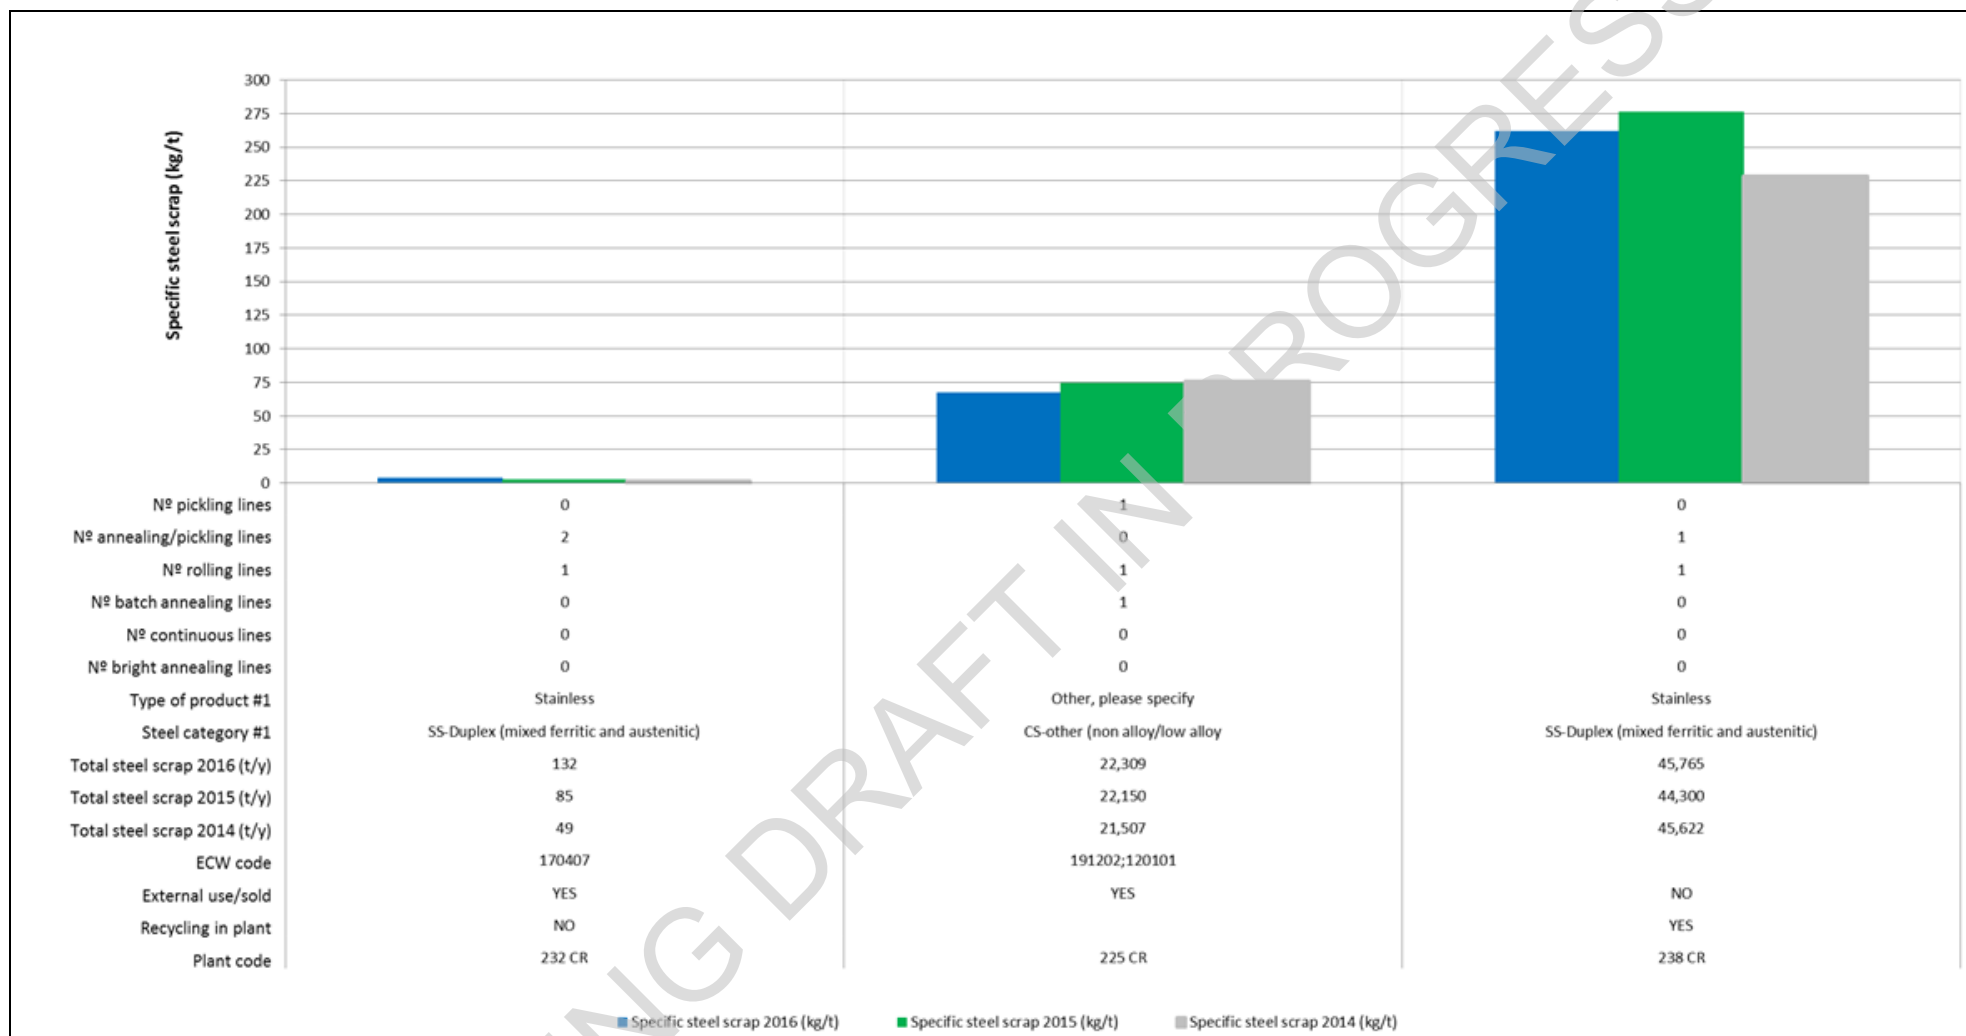 300
275
250
225
200
175
150
125
100
75
50
25
0
Specific steel scrap (kg/t)
Nº pickling lines 0 1 0
Nº annealing/pickling lines 2 0 1
Nº rolling lines 1 1 1
Nº batch annealing lines 0 1 0
Nº continuous lines 0 0 0
Nº bright annealing lines 0 0 0
Type of product #1 Stainless Other, please specify Stainless
Steel category #1 SS-Duplex (mixed ferritic and austenitic) CS-other (non alloy/low alloy SS-Duplex (mixed ferritic and austenitic)
Total steel scrap 2016 (t/y) 132 22,309 45,765
Total steel scrap 2015 (t/y) 85 22,150 44,300
Total steel scrap 2014 (t/y) 49 21,507 45,622
ECW code 170407 191202;120101
External use/sold YES YES NO
Recycling in plant NO YES
Plant code 232 CR 225 CR 238 CR
Specific steel scrap 2016 (kg/t) Specific steel scrap 2015 (kg/t) Specific steel scrap 2014 (kg/t)
NG DRAFT IN PROGRESS